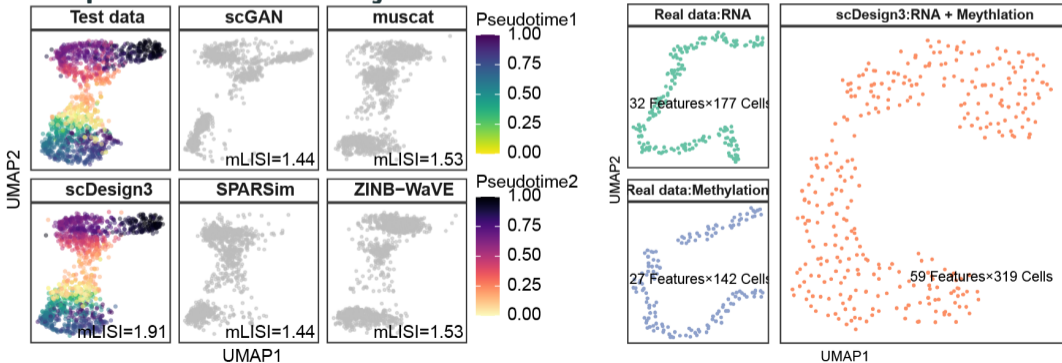 Test data
scGAN
muscat
mLISI=1.44
mLISI=1.53
scDesign3
SPARSim
ZINB−WaVE
mLISI=1.91
mLISI=1.44
mLISI=1.53
UMAP2
UMAP1
Pseudotime1
1.00
0.75
0.50
0.25
0.00
Pseudotime2
1.00
0.75
0.50
0.25
0.00
Real data:RNA
32 Features×177 Cells
Real data:Methylation
27 Features×142 Cells
scDesign3:RNA + Meythlation
59 Features×319 Cells
UMAP2
UMAP1